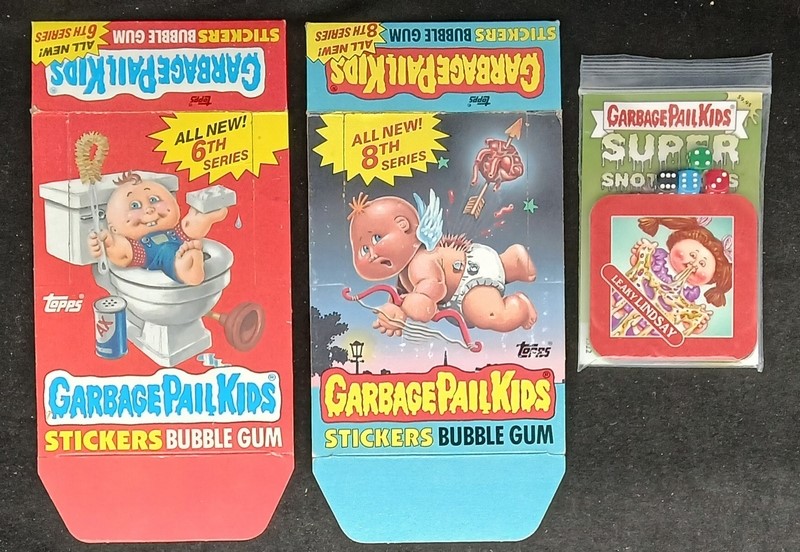 ALL NEW!
6TH SERIES
STICKERS BUBBLE GUM
GARBAGE PAIL KIDS®
topps
ALL NEW!
6TH
SERIES
topps
AX
GARBAGE PAIL KIDS®
STICKERS BUBBLE GUM
ALL NEW!
8TH SERIES
STICKERS BUBBLE GUM
GARBAGE PAIL KIDS®
topps
ALL NEW!
8TH
SERIES
topps
GARBAGE PAIL KIDS®
STICKERS BUBBLE GUM
GARBAGE PAIL KIDS
SUPER
SNOT
LEAKY LINDSAY